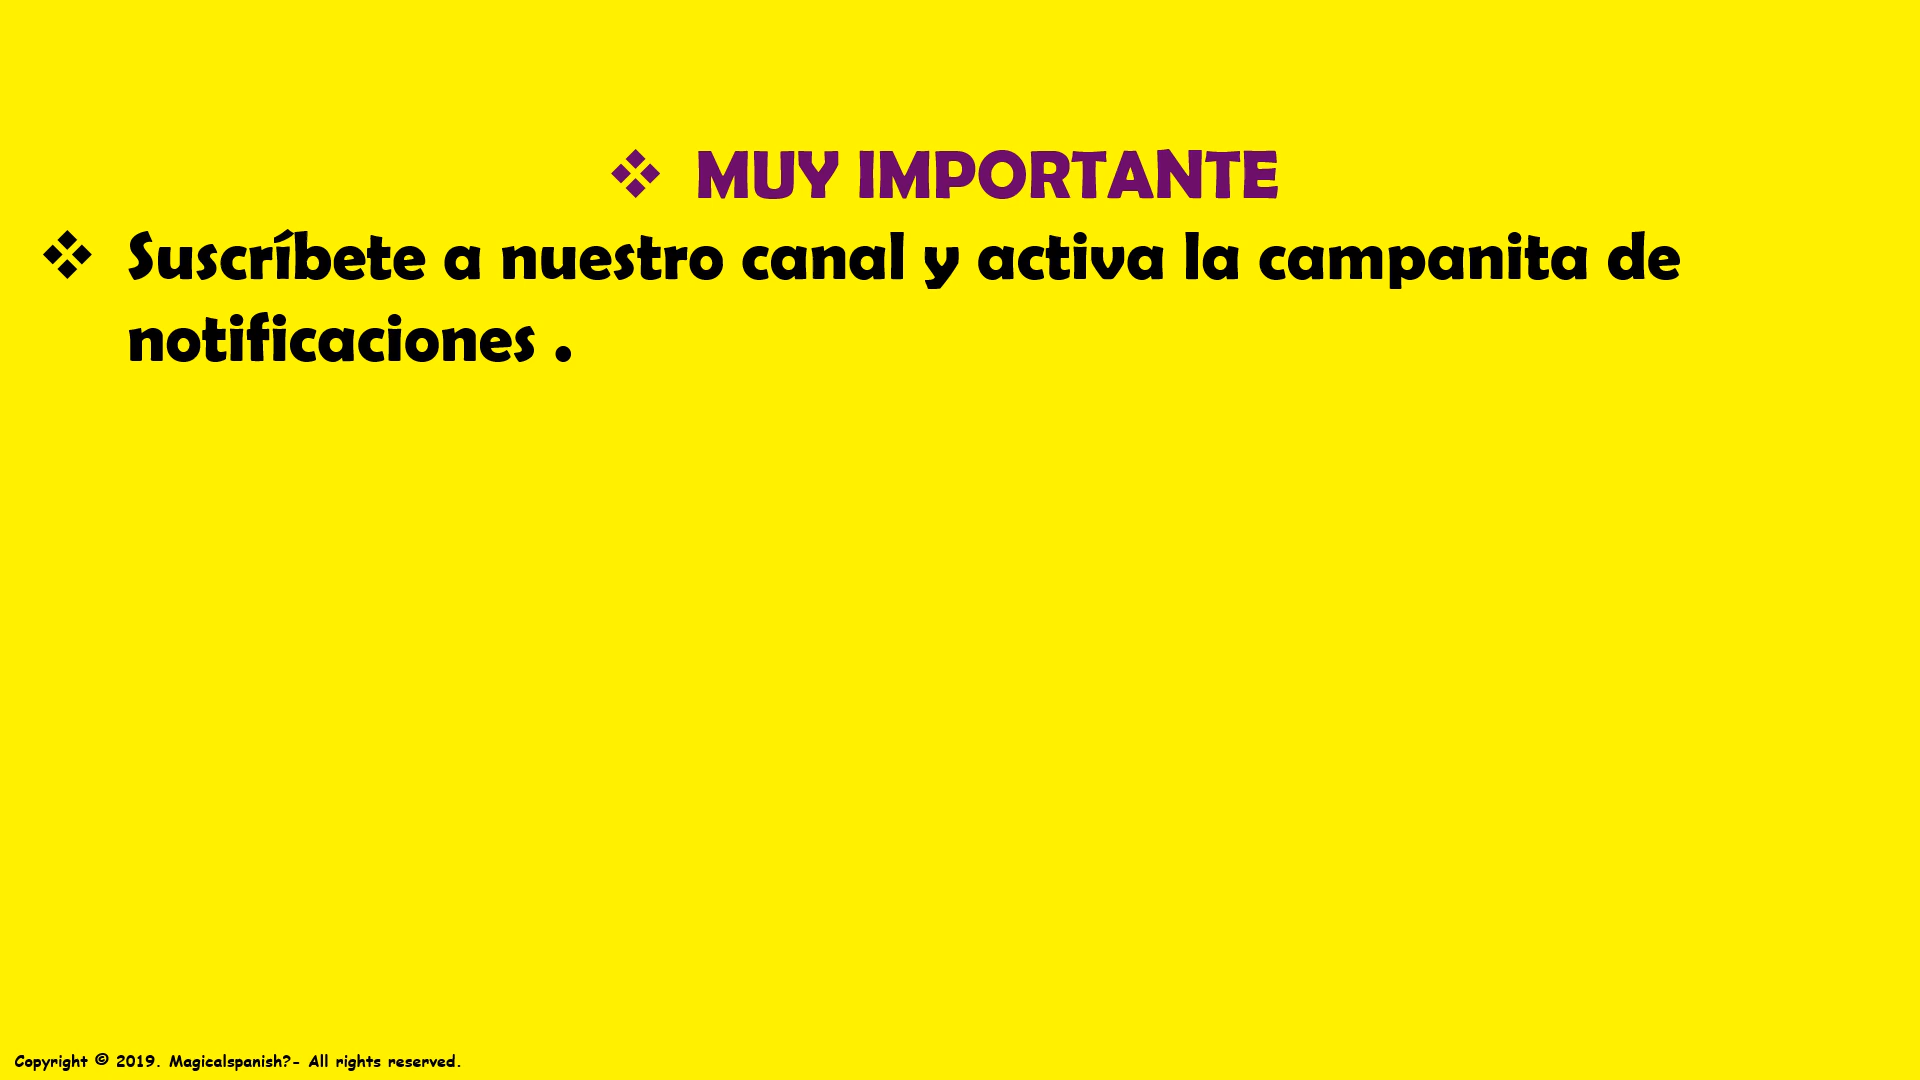 ❖ MUY IMPORTANTE
❖ Suscríbete a nuestro canal y activa la campanita de
notificaciones .
Copyright © 2019. Magicalspanish?- All rights reserved.